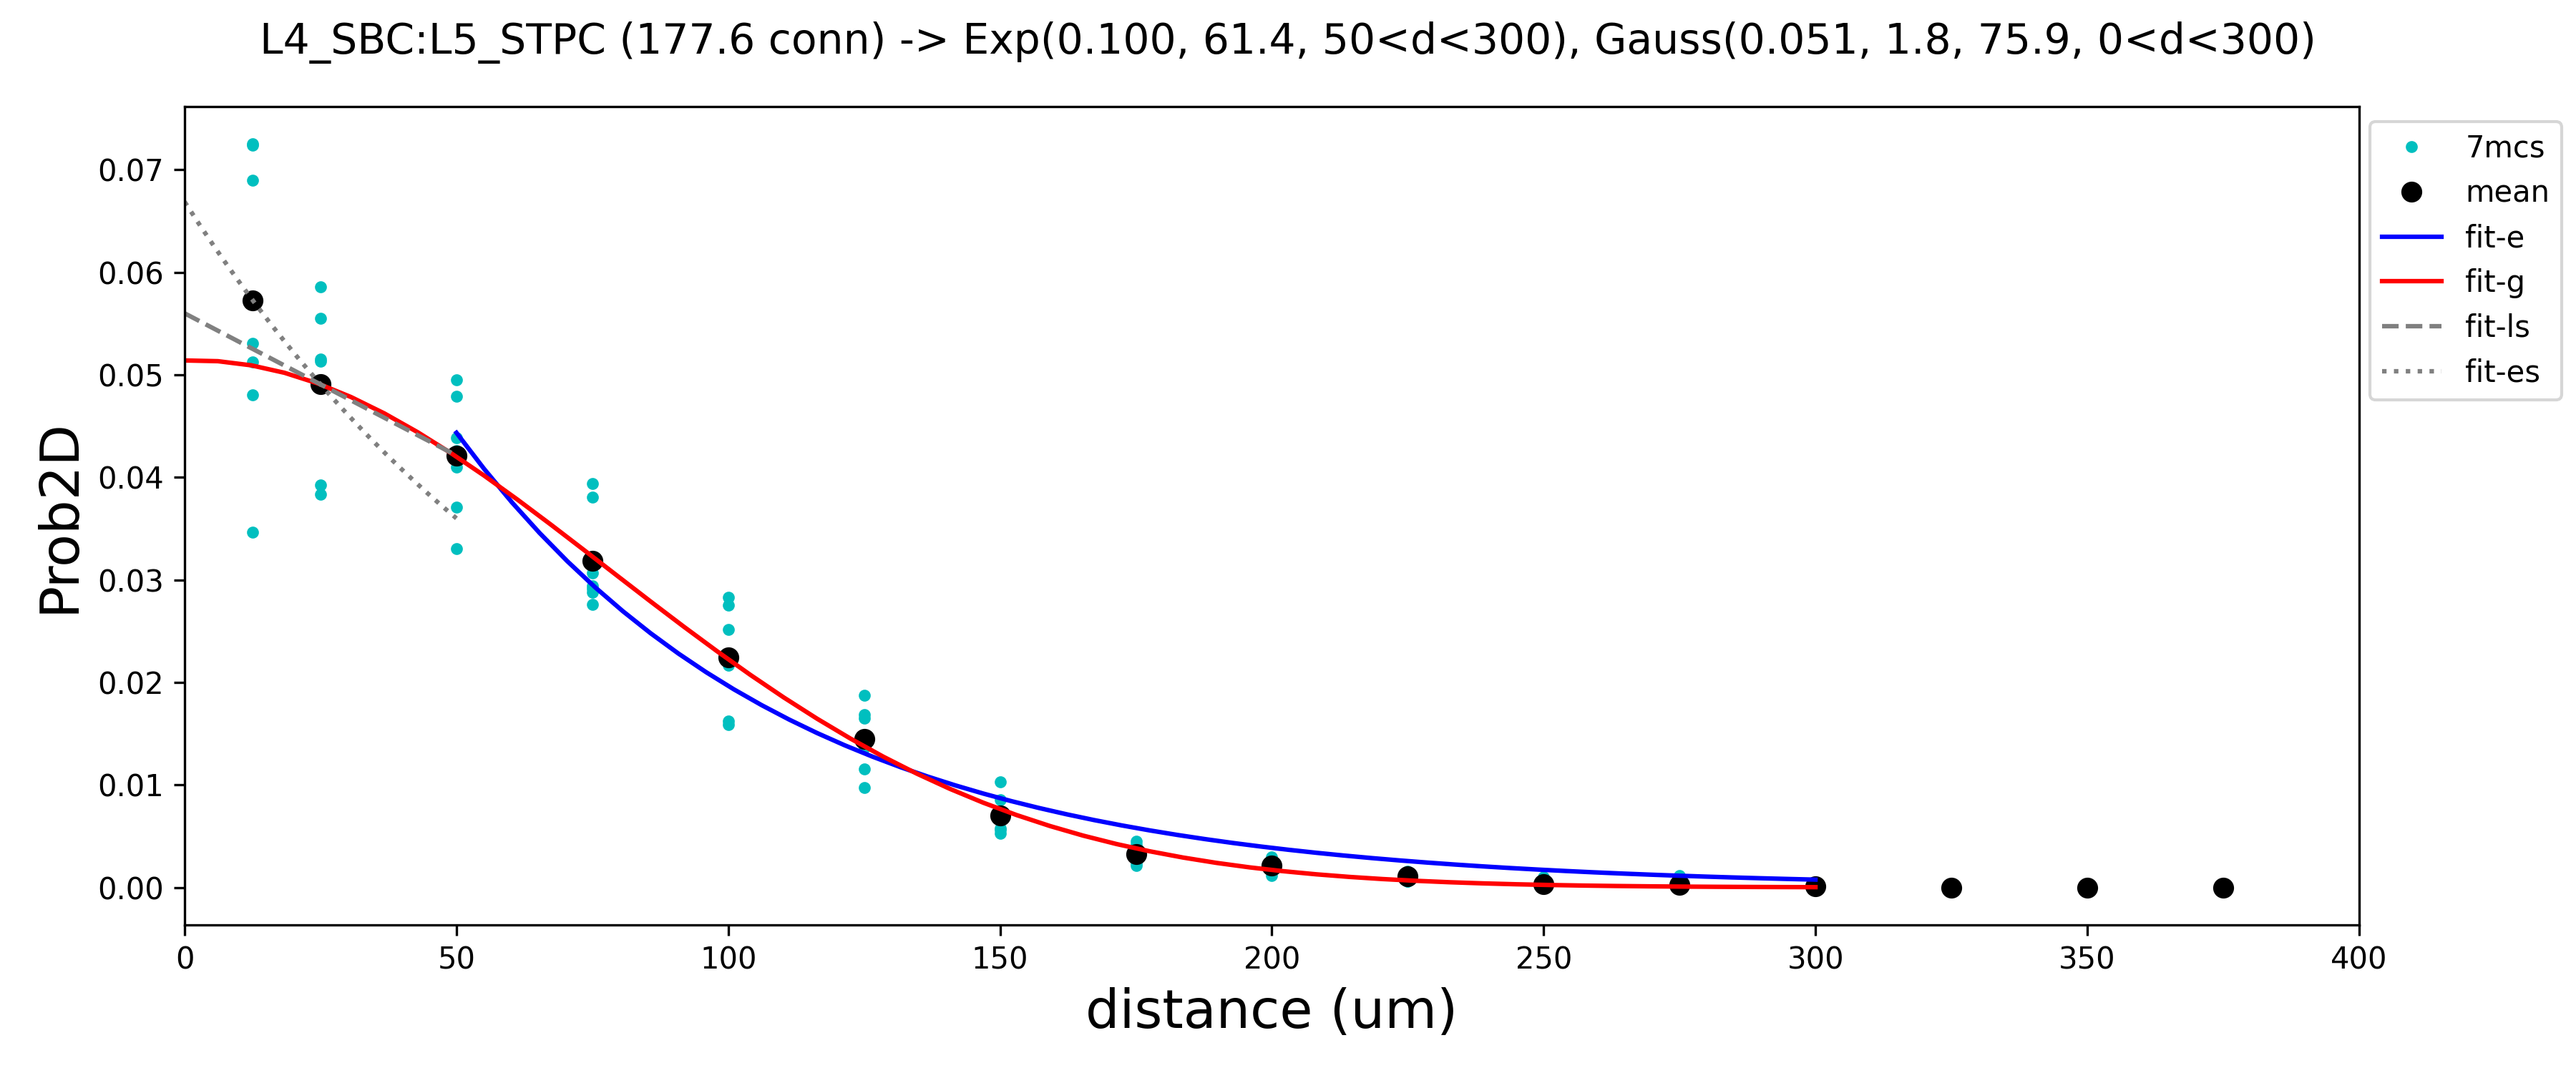 L4_SBC:L5_STPC (177.6 conn) -> Exp(0.100, 61.4, 50<d<300), Gauss(0.051, 1.8, 75.9, 0<d<300)
Prob2D
0.07
0.06
0.05
0.04
0.03
0.02
0.01
0.00
0 50 100 150 200 250 300 350 400
distance (um)
7mcs
mean
fit-e
fit-g
fit-ls
fit-es